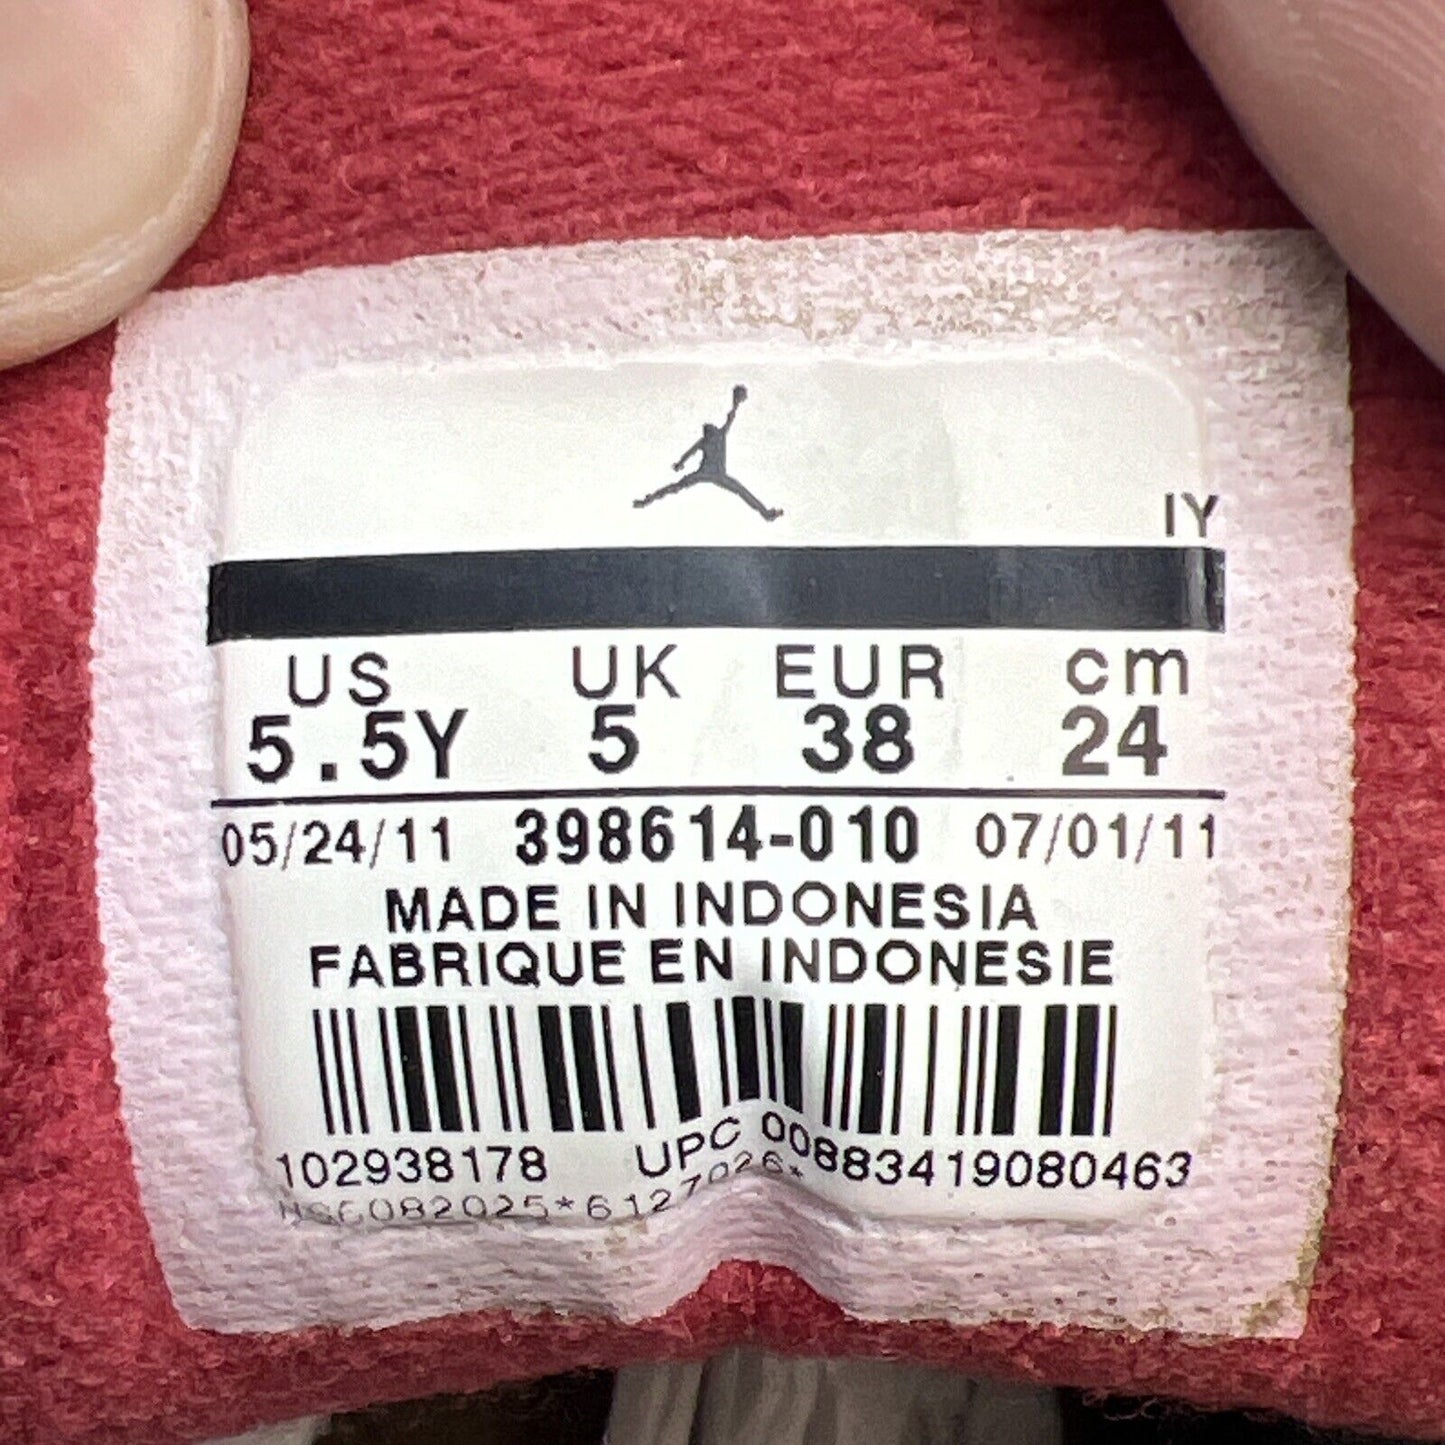 IY
US UK EUR cm
5.5Y 5 38 24
05/24/11 398614-010 07/01/11
MADE IN INDONESIA
FABRIQUE EN INDONESIE
102938178 UPC 00883419080463